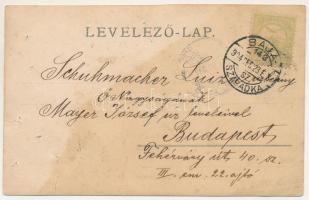 LEVELEZŐ-LAP.
BAJA
SZABADKA
Schuhmacher Luiz
Ő Nagyságának
Mayer József úr leveleivel
Budapest
Fehérvári út 40. sz.
III. em. 22. ajtó